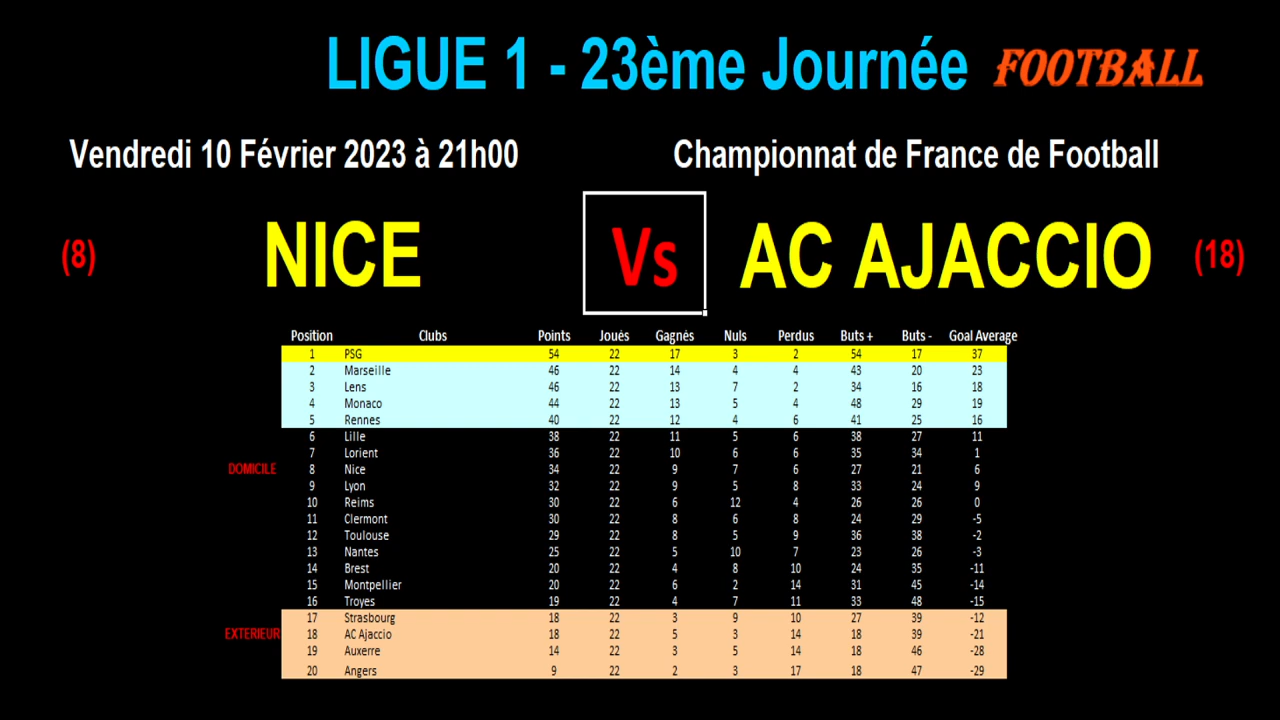 LIGUE 1 - 23ème Journée FOOTBALL
Vendredi 10 Février 2023 à 21h00 Championnat de France de Football
(8) NICE Vs AC AJACCIO (18)
Position Clubs Points Joués Gagnés Nuls Perdus Buts + Buts - Goal Average
1 PSG 54 22 17 3 2 54 17 37
2 Marseille 46 22 14 4 4 43 20 23
3 Lens 46 22 13 7 2 34 16 18
4 Monaco 44 22 13 5 4 48 29 19
5 Rennes 40 22 12 4 6 41 25 16
6 Lille 38 22 11 5 6 38 27 11
7 Lorient 36 22 10 6 6 35 34 1
DOMICILE 8 Nice 34 22 9 7 6 27 21 6
9 Lyon 32 22 9 5 8 33 24 9
10 Reims 30 22 6 12 4 26 26 0
11 Clermont 30 22 8 6 8 24 29 -5
12 Toulouse 29 22 8 5 9 36 38 -2
13 Nantes 25 22 5 10 7 23 26 -3
14 Brest 20 22 4 8 10 24 35 -11
15 Montpellier 20 22 6 2 14 31 45 -14
16 Troyes 19 22 4 7 11 33 48 -15
17 Strasbourg 18 22 3 9 10 27 39 -12
EXTERIEUR 18 AC Ajaccio 18 22 5 3 14 18 39 -21
19 Auxerre 14 22 3 5 14 18 46 -28
20 Angers 9 22 2 3 17 18 47 -29